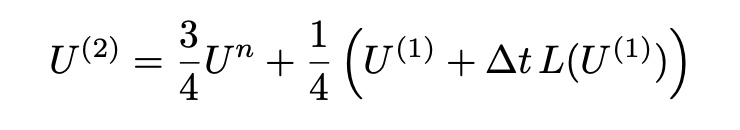 U^{(2)} = \frac{3}{4} U^n + \frac{1}{4} \left( U^{(1)} + \Delta t \, L(U^{(1)}) \right)